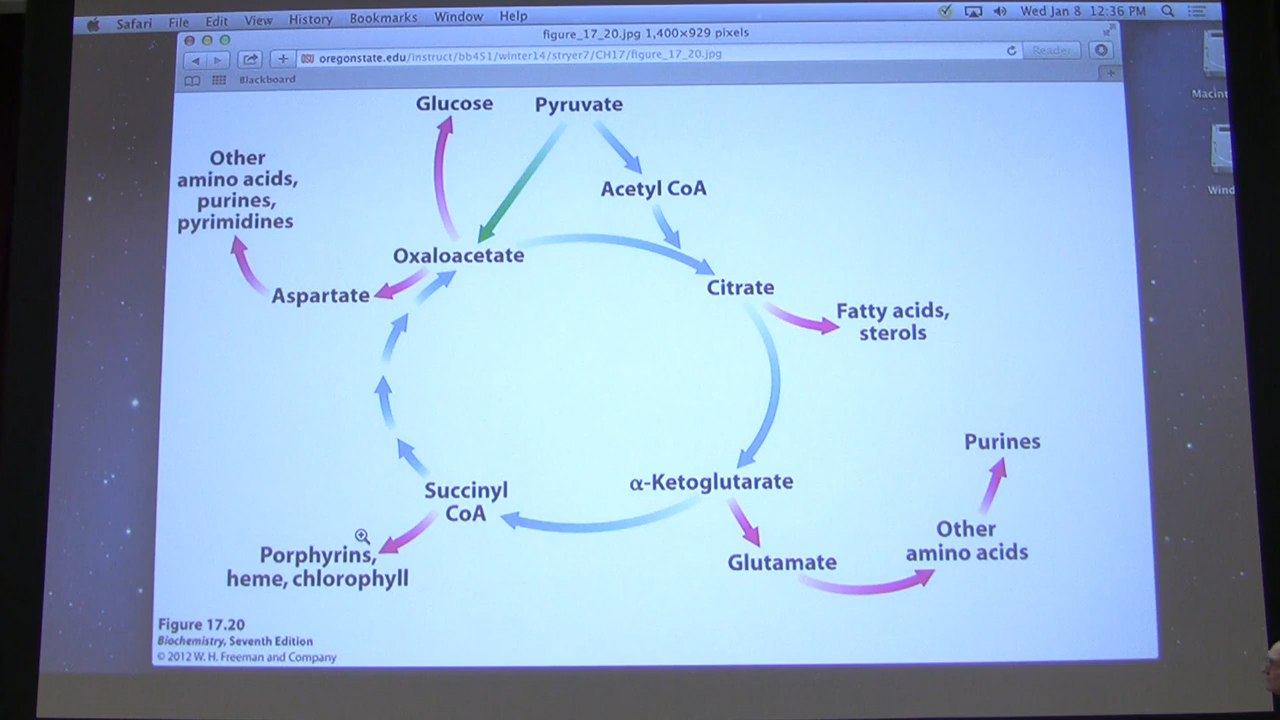 Safari File Edit View History Bookmarks Window Help
Wed Jan 8 12:36 PM
figure_17_20.jpg 1,400×929 pixels
oregonstate.edu/instruct/bb451/winter14/stryer7/CH17/figure_17_20.jpg
Reader
Blackboard
Macint
Wind
Glucose
Pyruvate
Other
amino acids,
purines,
pyrimidines
Acetyl CoA
Oxaloacetate
Aspartate
Citrate
Fatty acids,
sterols
Purines
α-Ketoglutarate
Succinyl
CoA
Other
amino acids
Porphyrins,
heme, chlorophyll
Glutamate
Figure 17.20
Biochemistry, Seventh Edition
© 2012 W. H. Freeman and Company